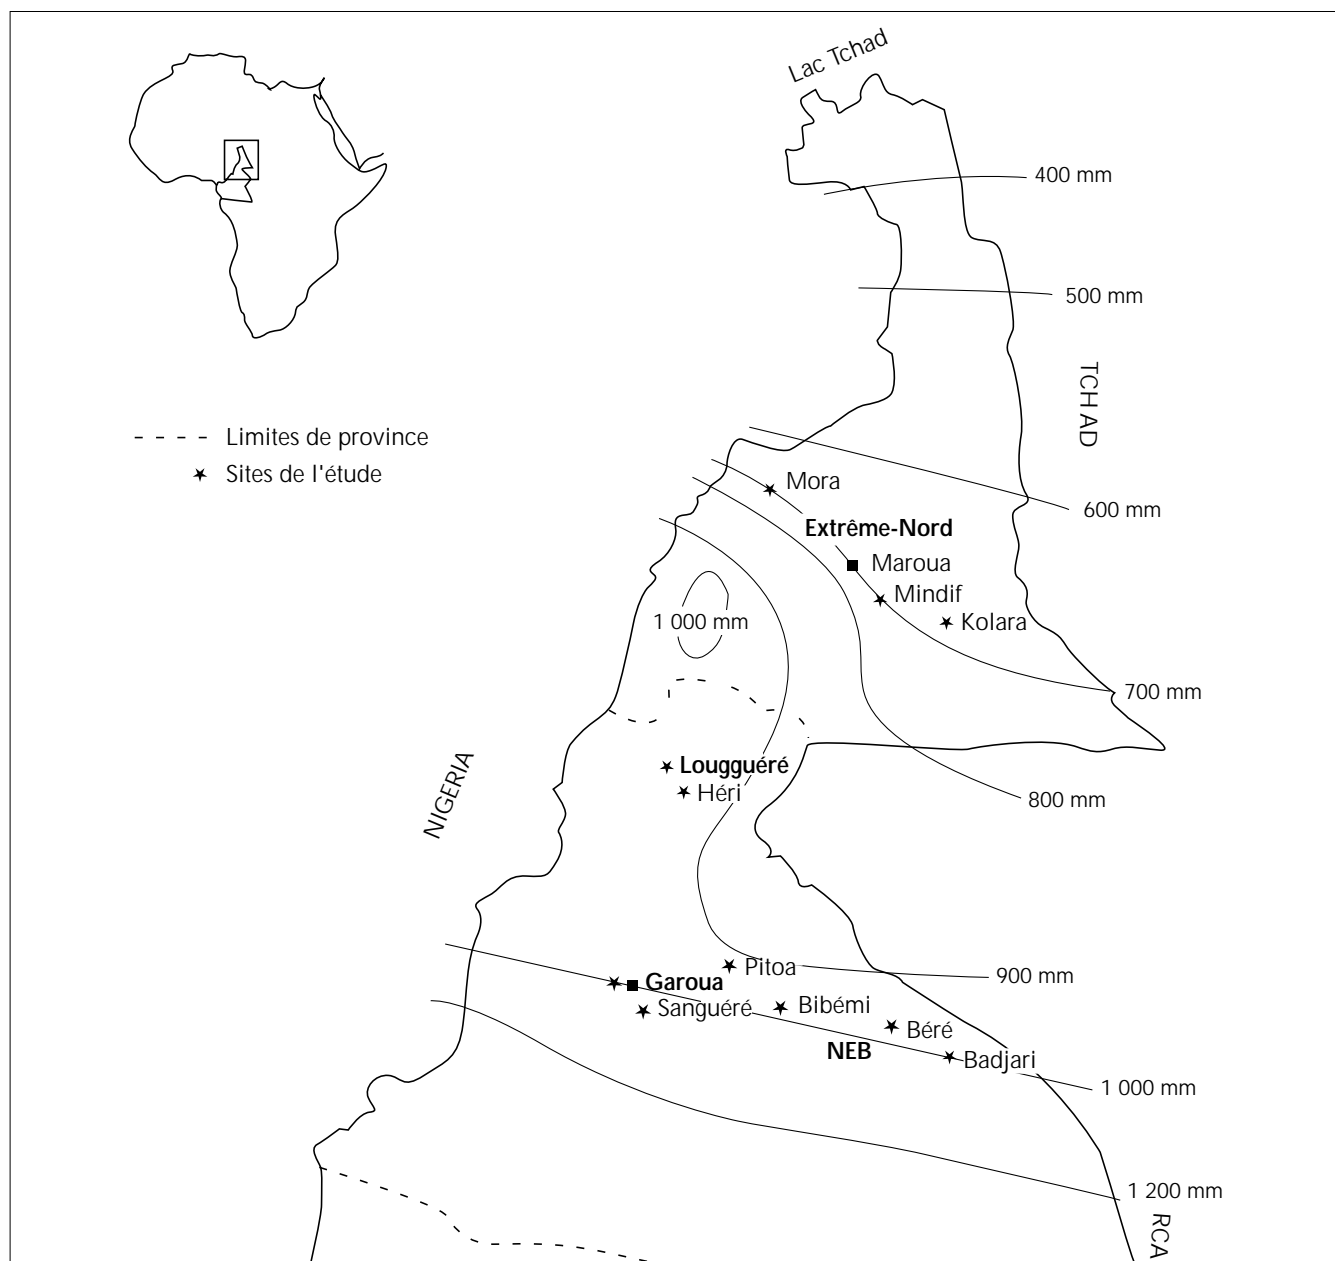 Lac Tchad
400 mm
500 mm
TCHAD
Limites de province
Sites de l'étude
Mora
600 mm
Extrême-Nord
Maroua
Mindif
1 000 mm
Kolara
700 mm
NIGERIA
Lougguéré
Héri
800 mm
Pitoa
900 mm
Garoua
Sanguéré
Bibémi
Béré
NEB
Badjari
1 000 mm
1 200 mm
RCA